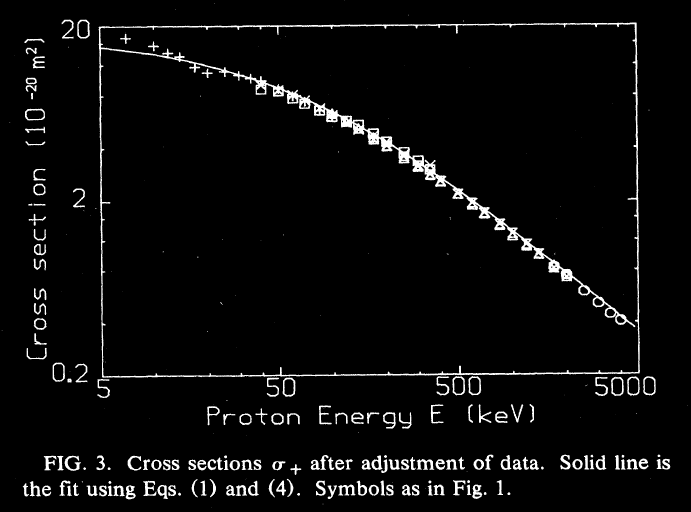 20
2
0.2
Cross section (10⁻²⁰ m²)
5 50 500 5000
Proton Energy E (keV)
FIG. 3. Cross sections σ₊ after adjustment of data. Solid line is
the fit using Eqs. (1) and (4). Symbols as in Fig. 1.